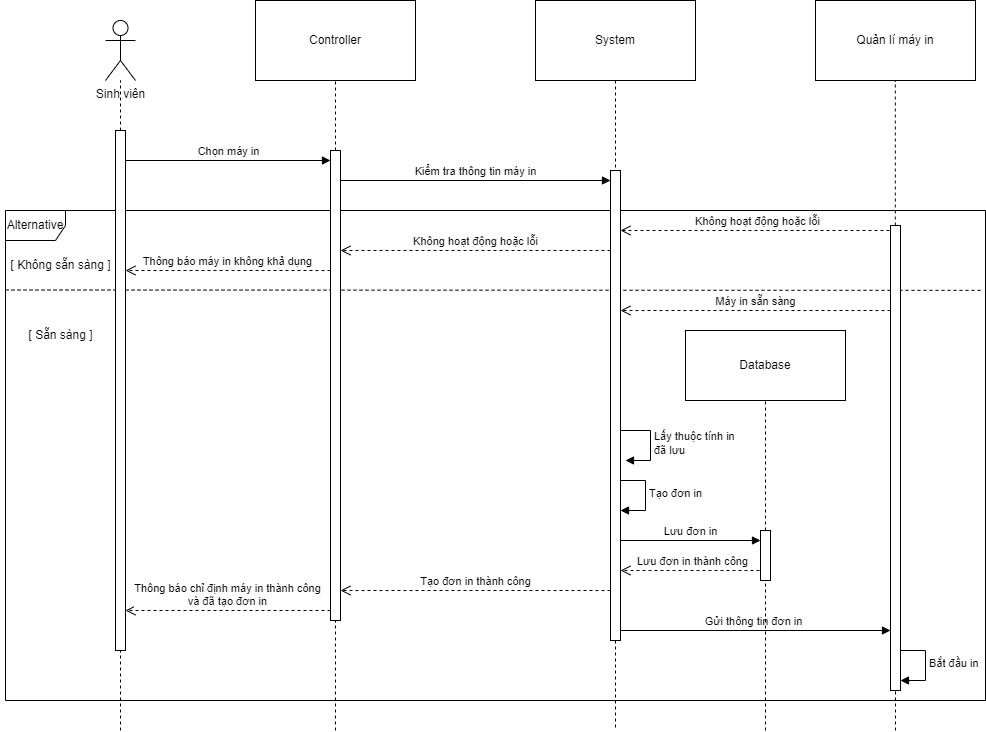 Controller
System
Quản lí máy in
Sinh viên
Chọn máy in
Kiểm tra thông tin máy in
Alternative
Không hoạt động hoặc lỗi
Không hoạt động hoặc lỗi
[ Không sẵn sàng ]
Thông báo máy in không khả dụng
Máy in sẵn sàng
[ Sẵn sàng ]
Database
Lấy thuộc tính in
đã lưu
Tạo đơn in
Lưu đơn in
Lưu đơn in thành công
Tạo đơn in thành công
Thông báo chỉ định máy in thành công
và đã tạo đơn in
Gửi thông tin đơn in
Bắt đầu in